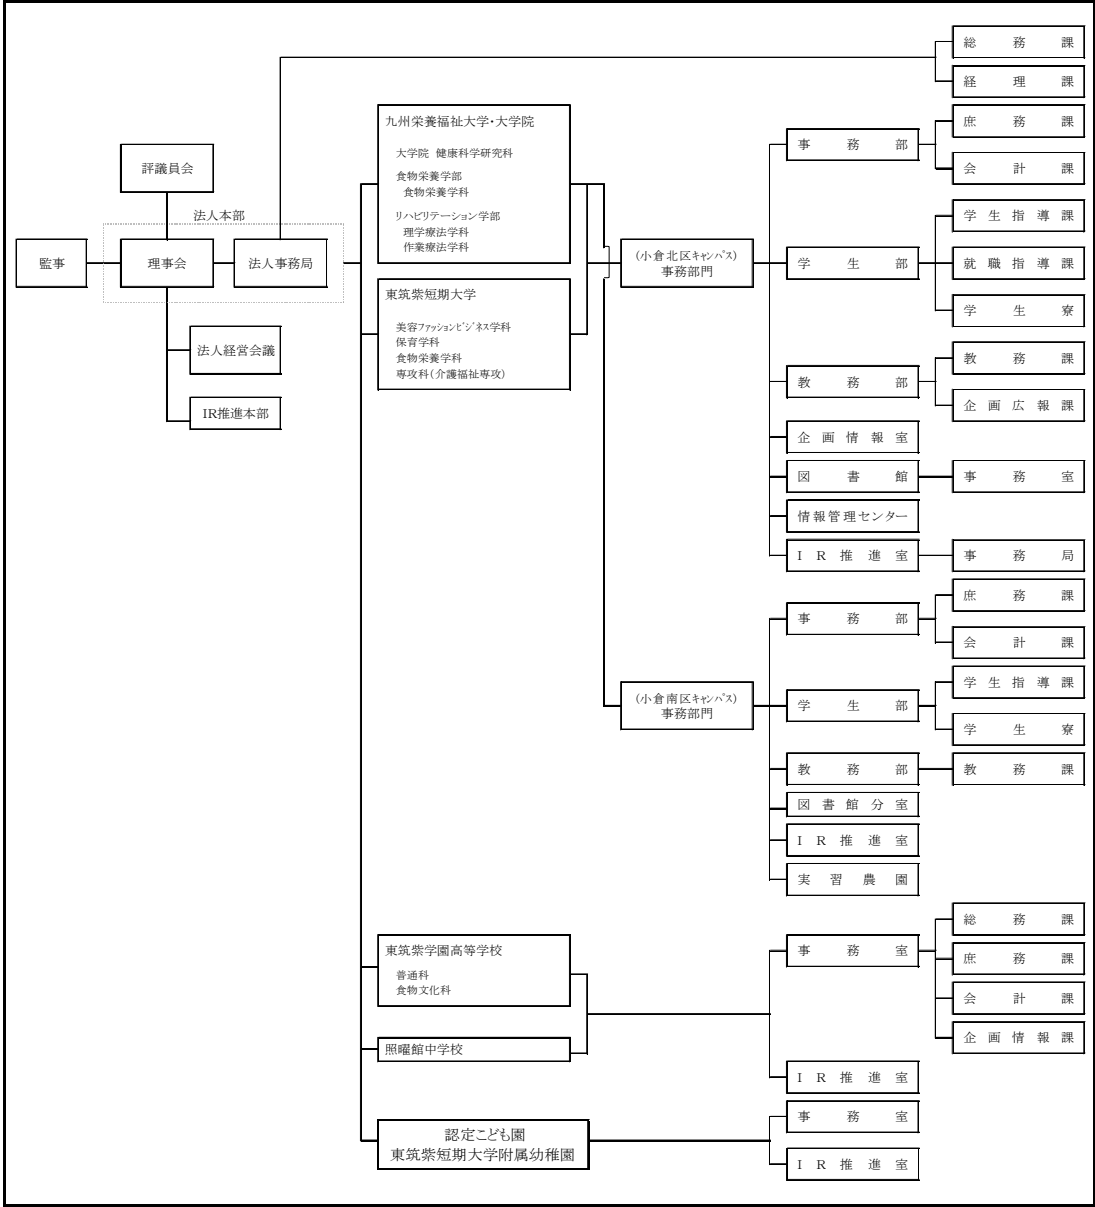 総務課
経理課
九州栄養福祉大学・大学院
大学院 健康科学研究科
食物栄養学部
食物栄養学科
リハビリテーション学部
理学療法学科
作業療法学科
評議員会
法人本部
監事
理事会
法人事務局
法人経営会議
IR推進本部
東筑紫短期大学
美容ファッションビジネス学科
保育学科
食物栄養学科
専攻科(介護福祉専攻)
(小倉北区キャンパス)
事務部門
事務部
庶務課
会計課
学生部
学生指導課
就職指導課
学生寮
教務部
教務課
企画広報課
企画情報室
図書館
事務室
情報管理センター
IR推進室
事務局
(小倉南区キャンパス)
事務部門
事務部
庶務課
会計課
学生部
学生指導課
学生寮
教務部
教務課
図書館分室
IR推進室
実習農園
東筑紫学園高等学校
普通科
食物文化科
照曜館中学校
事務室
総務課
庶務課
会計課
企画情報課
IR推進室
認定こども園
東筑紫短期大学附属幼稚園
事務室
IR推進室